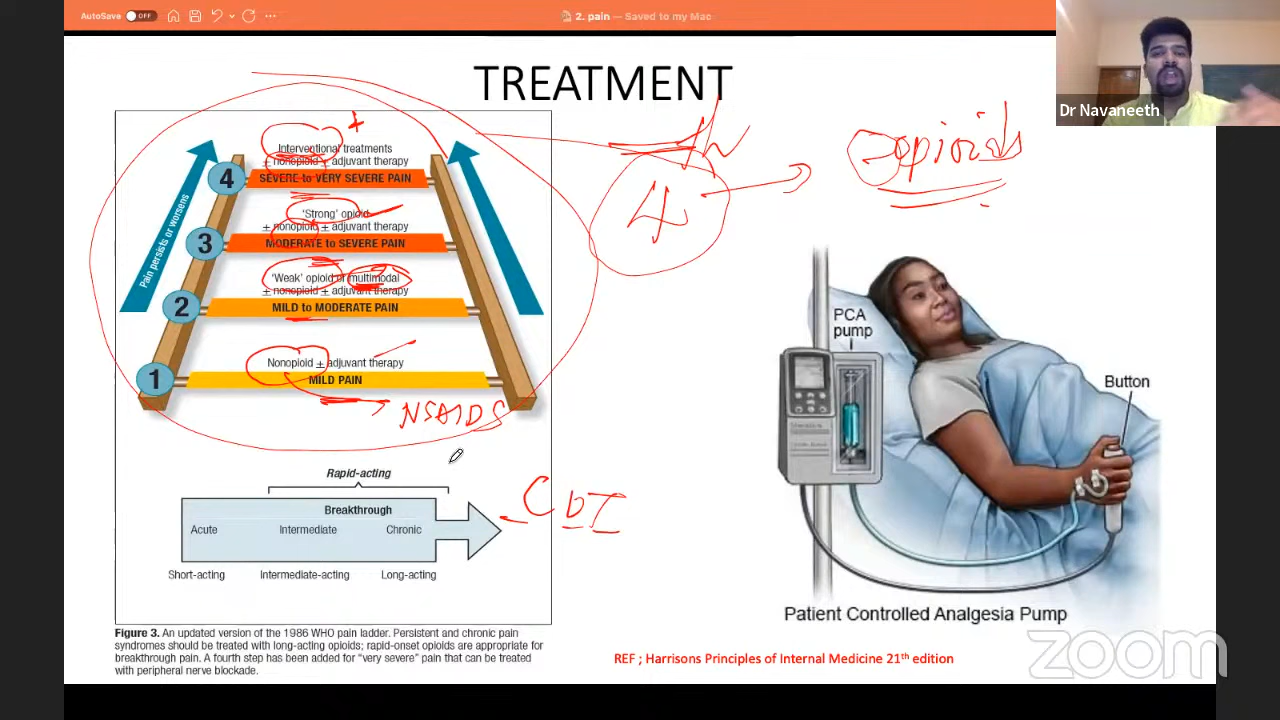 AutoSave OFF
2. pain — Saved to my Mac
TREATMENT
Dr Navaneeth
Interventional treatments
± nonopioid ± adjuvant therapy
4 SEVERE to VERY SEVERE PAIN
'Strong' opioid
± nonopioid ± adjuvant therapy
3 MODERATE to SEVERE PAIN
'Weak' opioid or multimodal
± nonopioid ± adjuvant therapy
2 MILD to MODERATE PAIN
Nonopioid ± adjuvant therapy
1 MILD PAIN
Pain persists or worsens
NSAIDS
4
opioids
Rapid-acting
Breakthrough
Acute Intermediate Chronic
Short-acting Intermediate-acting Long-acting
Figure 3. An updated version of the 1986 WHO pain ladder. Persistent and chronic pain
syndromes should be treated with long-acting opioids; rapid-onset opioids are appropriate for
breakthrough pain. A fourth step has been added for "very severe" pain that can be treated
with peripheral nerve blockade.
PCA
pump
Button
Patient Controlled Analgesia Pump
REF ; Harrisons Principles of Internal Medicine 21th edition
zoom